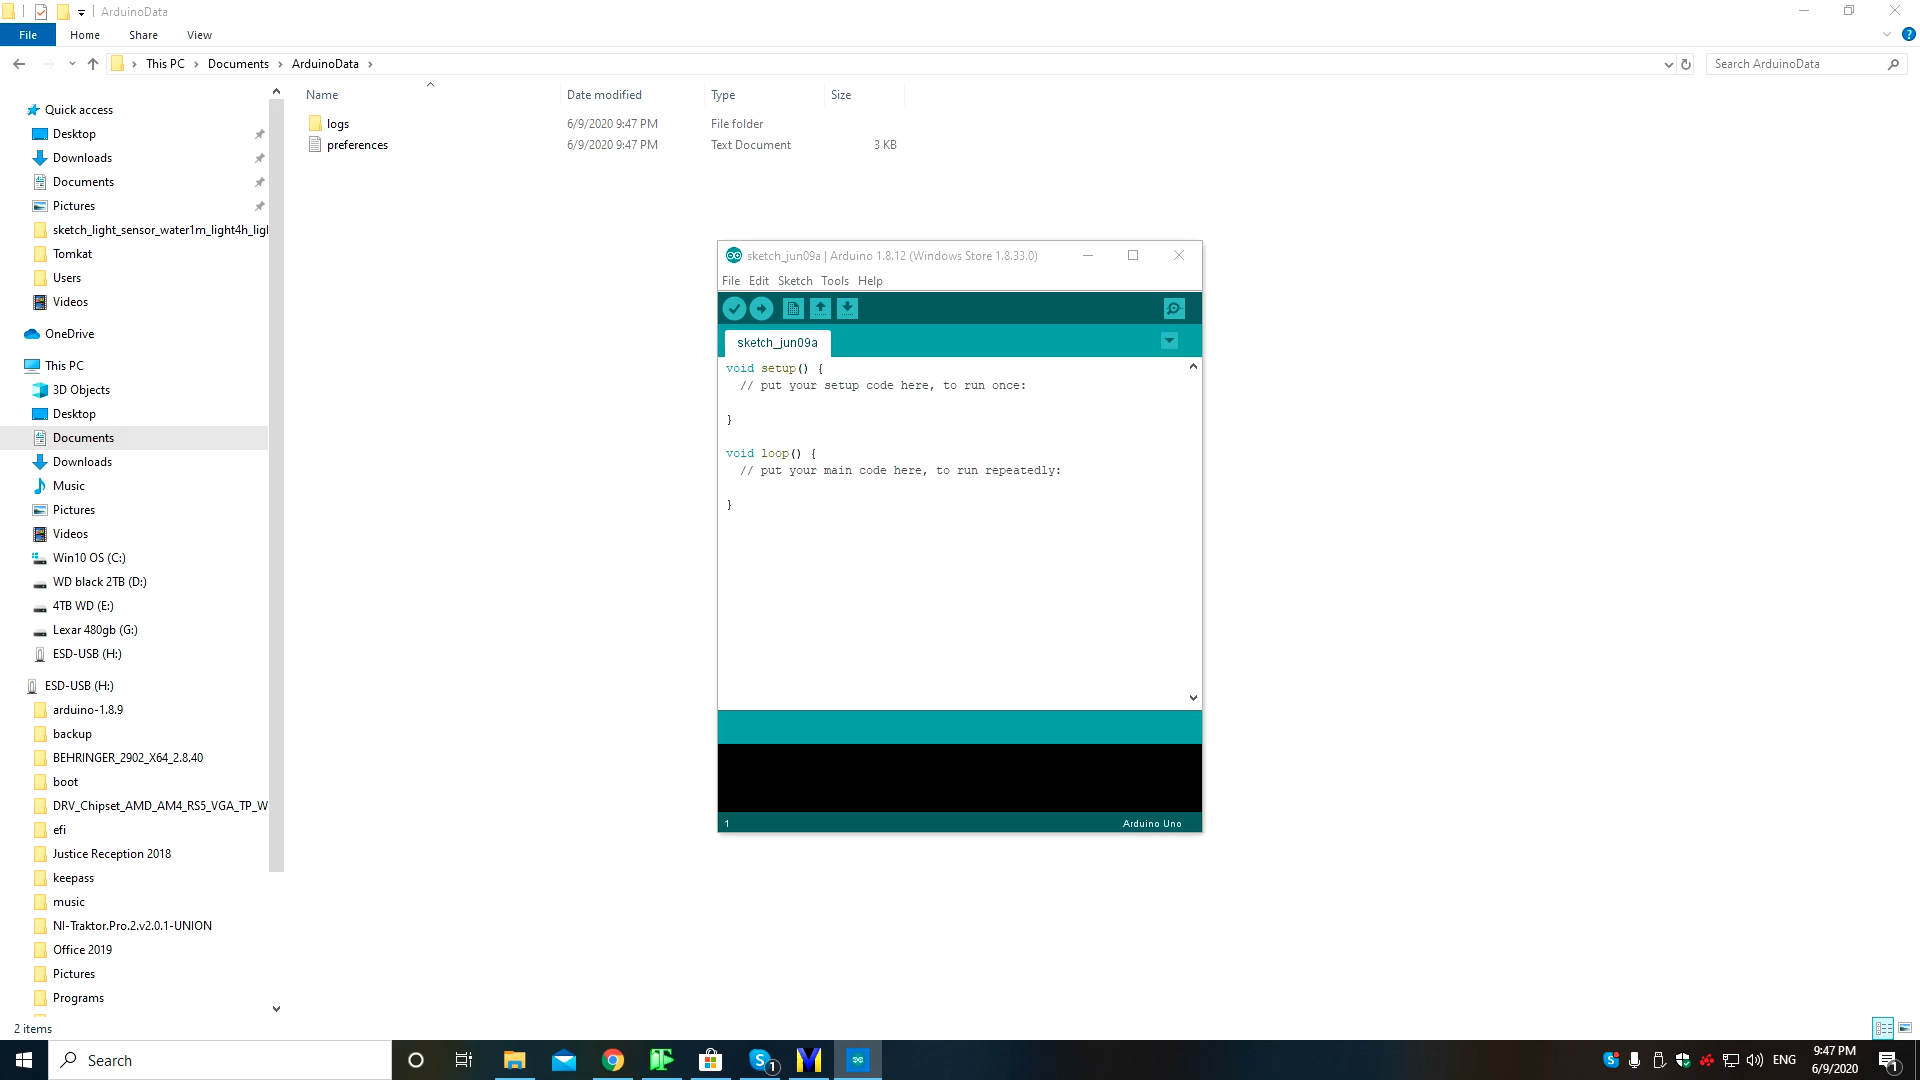 ArduinoData
File Home Share View
This PC Documents ArduinoData
Search ArduinoData
Name Date modified Type Size
logs 6/9/2020 9:47 PM File folder
preferences 6/9/2020 9:47 PM Text Document 3 KB
Quick access
Desktop
Downloads
Documents
Pictures
sketch_light_sensor_water1m_light4h_ligl
Tomkat
Users
Videos
OneDrive
This PC
3D Objects
Desktop
Documents
Downloads
Music
Pictures
Videos
Win10 OS (C:)
WD black 2TB (D:)
4TB WD (E:)
Lexar 480gb (G:)
ESD-USB (H:)
ESD-USB (H:)
arduino-1.8.9
backup
BEHRINGER_2902_X64_2.8.40
boot
DRV_Chipset_AMD_AM4_RS5_VGA_TP_W
efi
Justice Reception 2018
keepass
music
NI-Traktor.Pro.2.v2.0.1-UNION
Office 2019
Pictures
Programs
2 items
sketch_jun09a | Arduino 1.8.12 (Windows Store 1.8.33.0)
File Edit Sketch Tools Help
sketch_jun09a
void setup() {
// put your setup code here, to run once:
}
void loop() {
// put your main code here, to run repeatedly:
}
1 Arduino Uno
Search
1
ENG
9:47 PM
6/9/2020
1